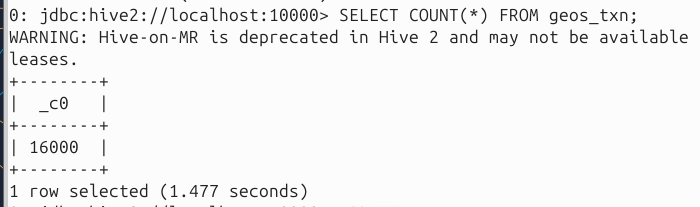 0: jdbc:hive2://localhost:10000> SELECT COUNT(*) FROM geos_txn;
WARNING: Hive-on-MR is deprecated in Hive 2 and may not be available
leases.
+--------+
|  _c0   |
+--------+
| 16000  |
+--------+
1 row selected (1.477 seconds)